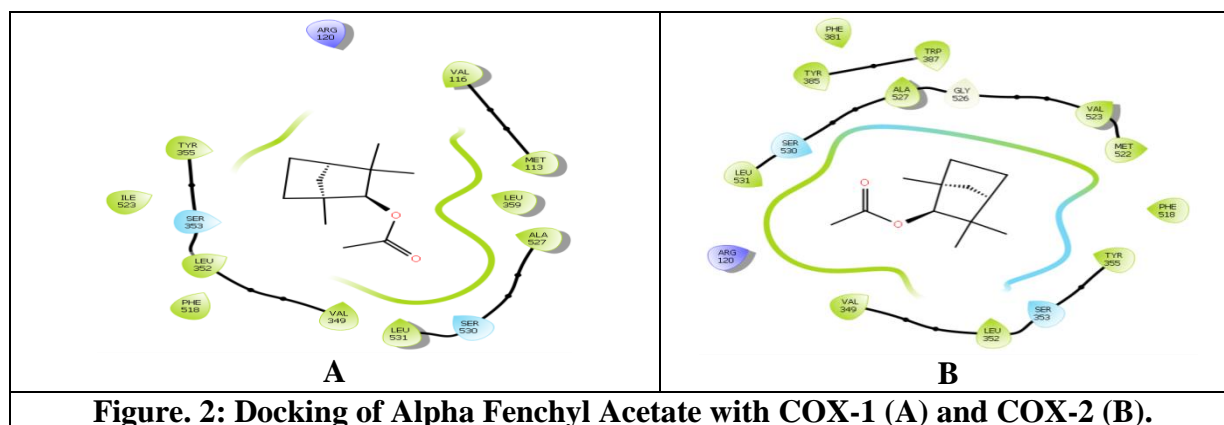 ARG
120
VAL
116
TYR
355
MET
113
ILE
523
LEU
359
SER
353
ALA
527
LEU
352
PHE
518
VAL
349
LEU
531
SER
530
O
O
A
PHE
381
TRP
387
TYR
385
ALA
527
GLY
526
VAL
523
SER
530
MET
522
LEU
531
PHE
518
O
O
ARG
120
TYR
355
VAL
349
SER
353
LEU
352
B
Figure. 2: Docking of Alpha Fenchyl Acetate with COX-1 (A) and COX-2 (B).